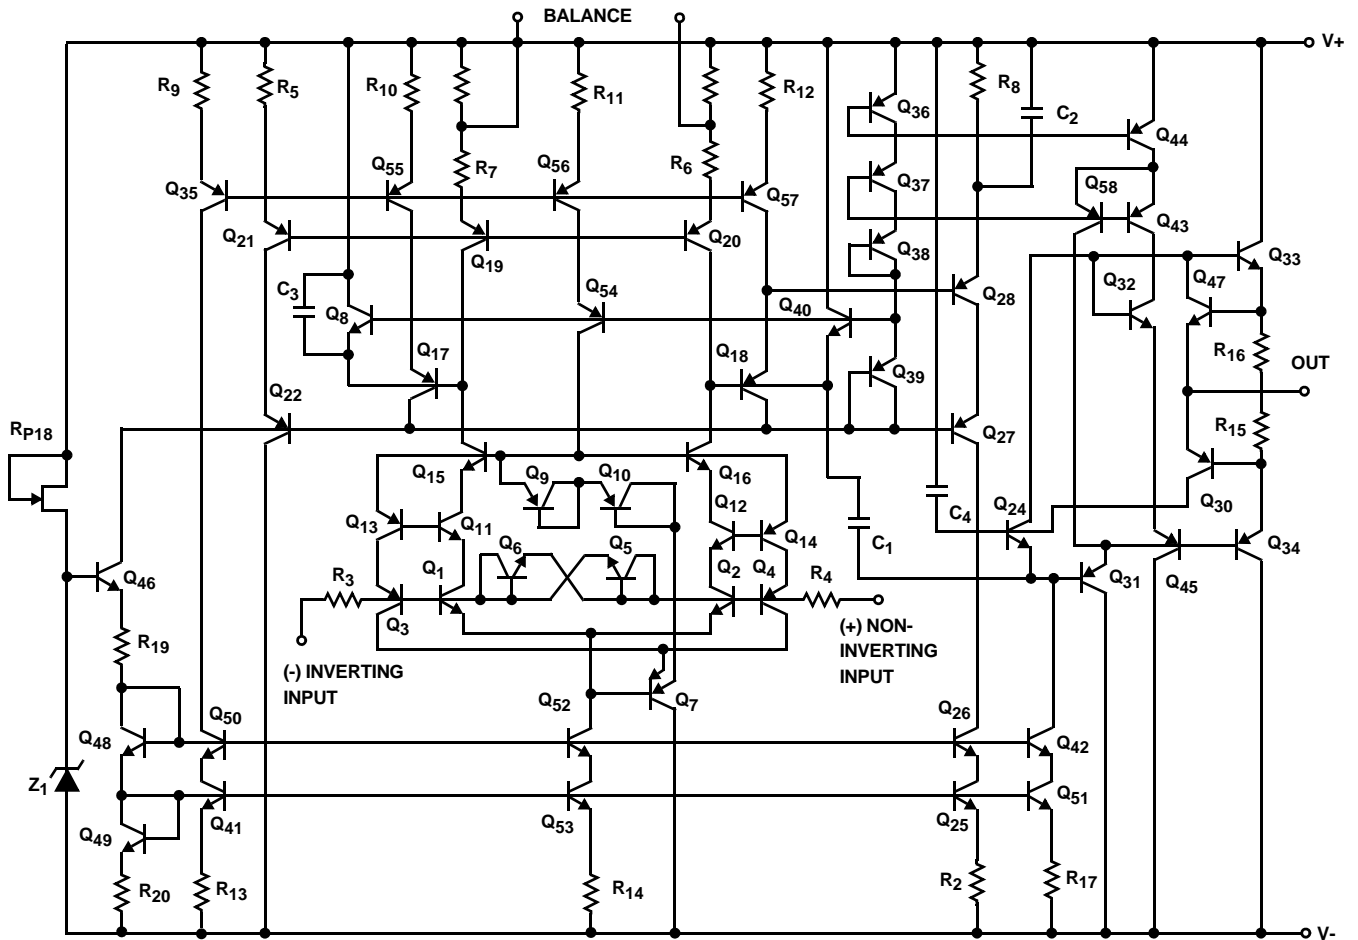 BALANCE
V+
R9
R5
R10
R11
R12
R8
C2
Q36
Q44
R7
R6
Q55
Q56
Q35
Q57
Q37
Q58
Q43
Q21
Q19
Q20
Q38
Q33
C3
Q8
Q54
Q40
Q28
Q32
Q47
R16
OUT
Q17
Q18
Q39
Q22
RP18
Q27
R15
Q15
Q9
Q10
Q16
Q13
Q11
Q12
Q14
C4
Q24
Q30
C1
Q34
Q6
Q5
Q46
R3
Q1
Q2
Q4
R4
Q31
Q45
Q3
R19
(-) INVERTING
INPUT
(+) NON-
INVERTING
INPUT
Q52
Q7
Q26
Q48
Q50
Q42
Z1
Q49
Q41
Q53
Q25
Q51
R20
R13
R14
R2
R17
V-